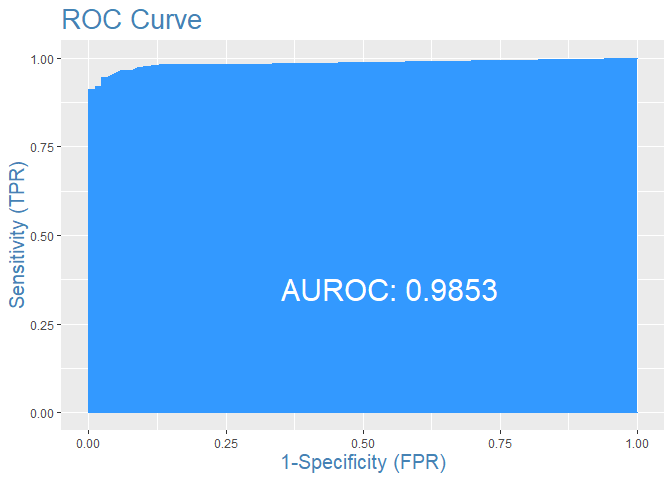 ROC Curve
Sensitivity (TPR)
1.00
0.75
0.50
0.25
0.00
AUROC: 0.9853
0.00 0.25 0.50 0.75 1.00
1-Specificity (FPR)